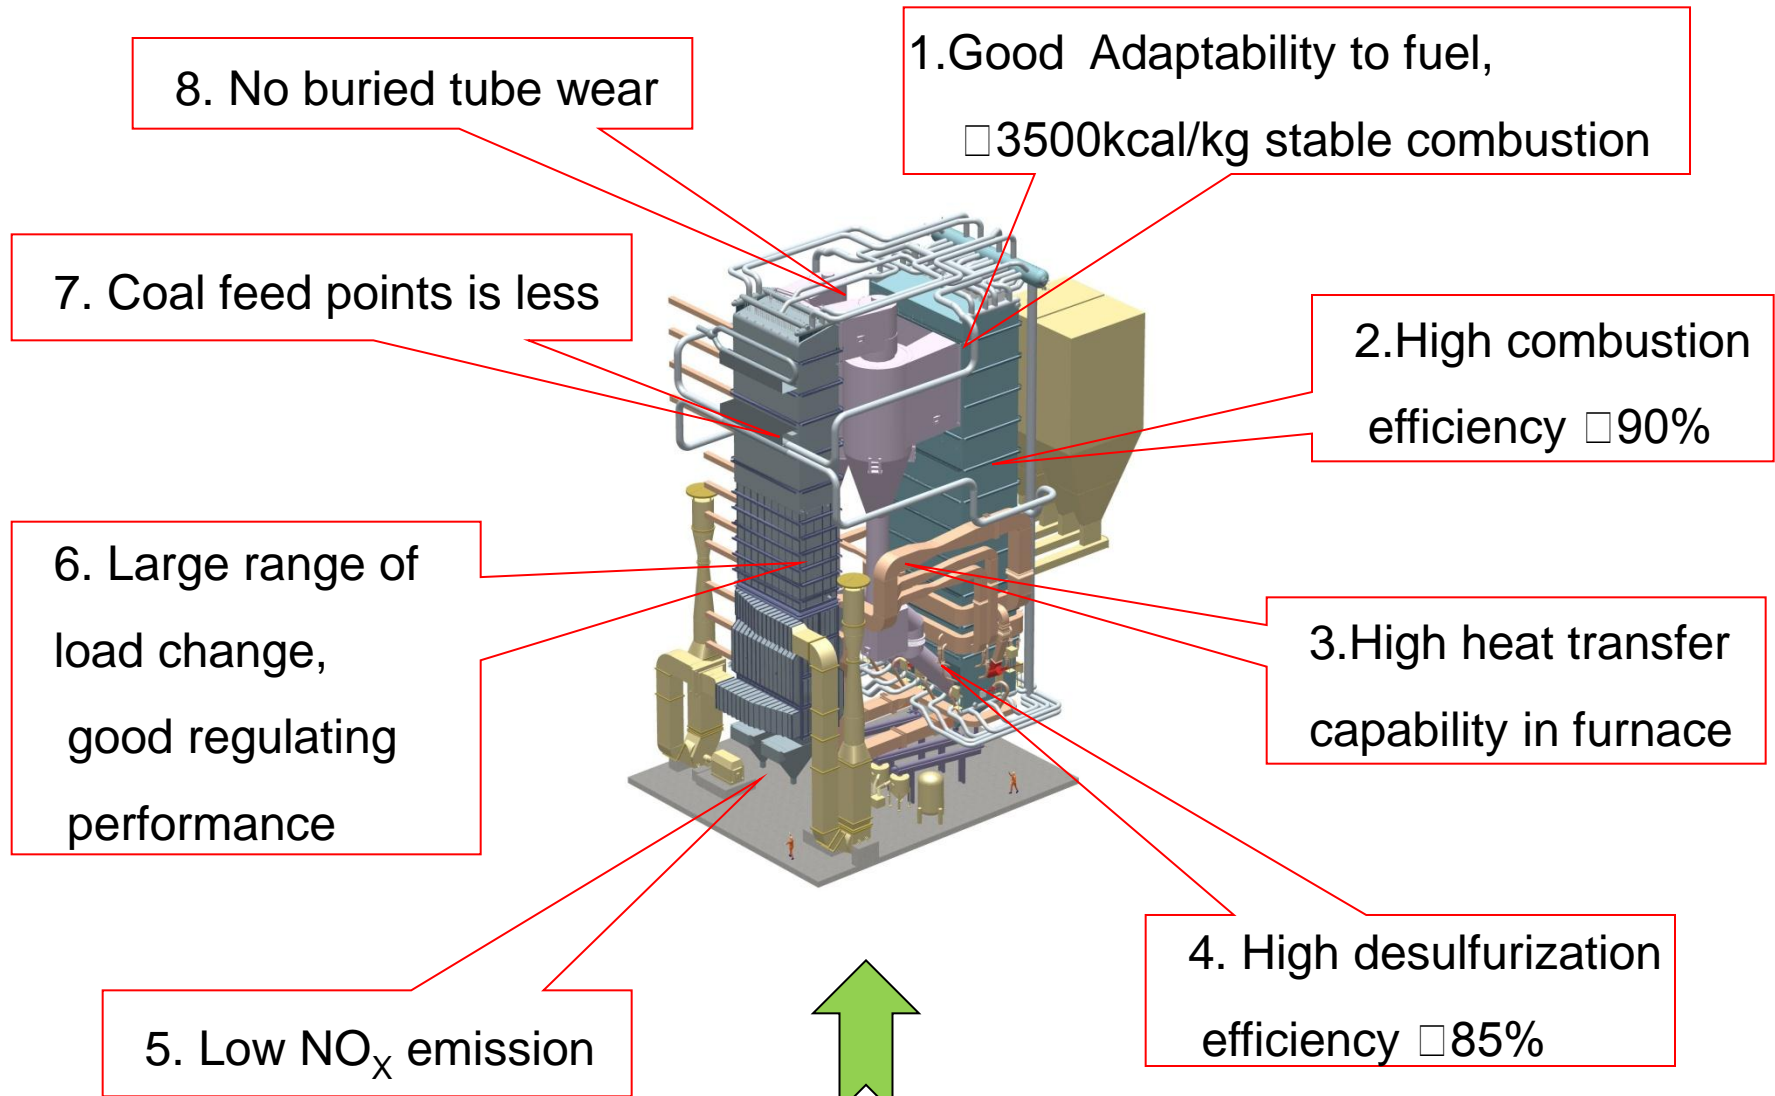 1.Good Adaptability to fuel,
□3500kcal/kg stable combustion
2.High combustion
efficiency □90%
3.High heat transfer
capability in furnace
4. High desulfurization
efficiency □85%
5. Low NOX emission
6. Large range of
load change,
good regulating
performance
7. Coal feed points is less
8. No buried tube wear